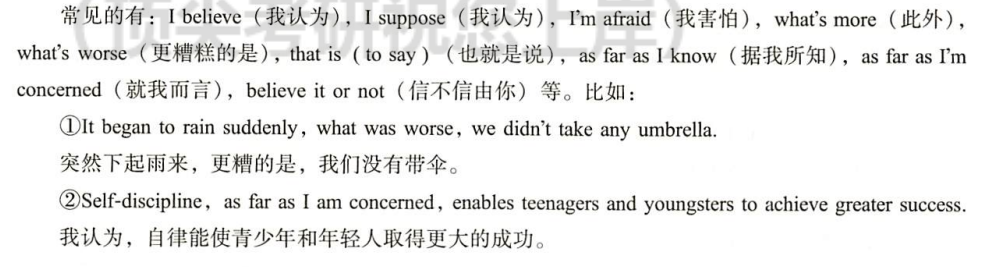 常见的有：I believe（我认为），I suppose（我认为），I'm afraid（我害怕），what's more（此外），
what's worse（更糟糕的是），that is（to say）（也就是说），as far as I know（据我所知），as far as I'm
concerned（就我而言），believe it or not（信不信由你）等。比如：
①It began to rain suddenly，what was worse，we didn't take any umbrella.
突然下起雨来，更糟的是，我们没有带伞。
②Self-discipline，as far as I am concerned，enables teenagers and youngsters to achieve greater success.
我认为，自律能使青少年和年轻人取得更大的成功。